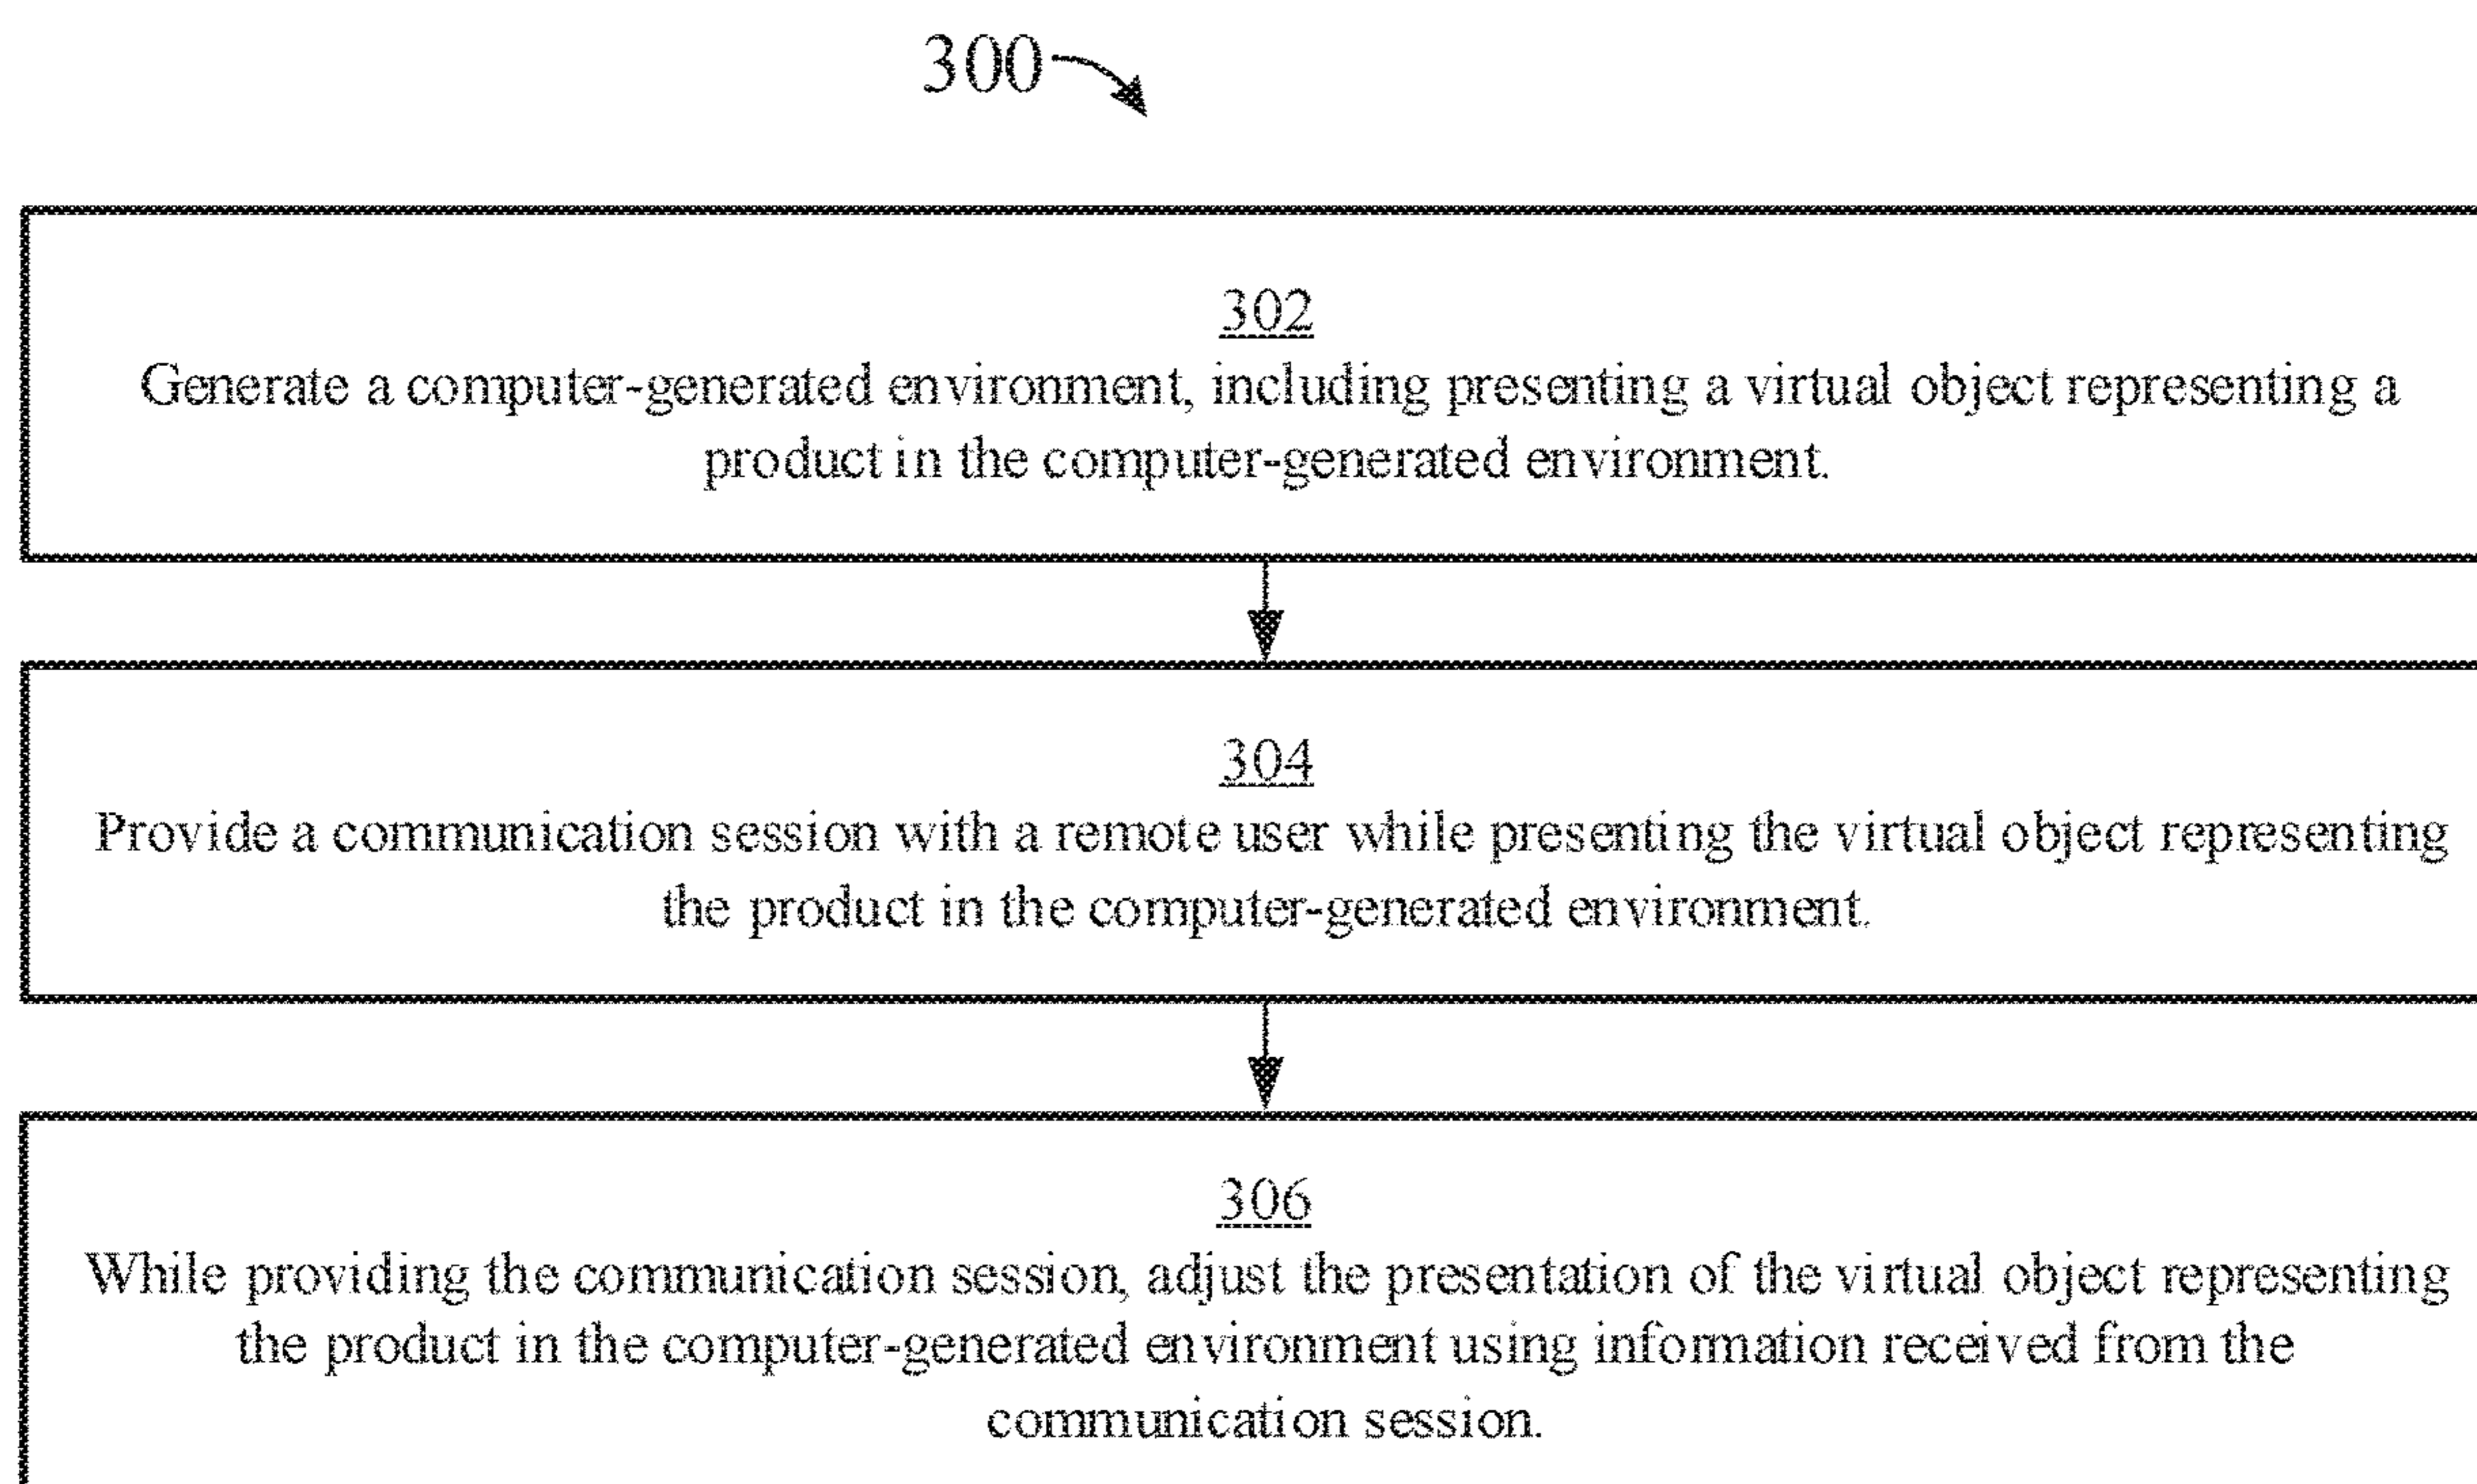 300
302
Generate a computer-generated environment, including presenting a virtual object representing a
product in the computer-generated environment.
304
Provide a communication session with a remote user while presenting the virtual object representing
the product in the computer-generated environment.
306
While providing the communication session, adjust the presentation of the virtual object representing
the product in the computer-generated environment using information received from the
communication session.